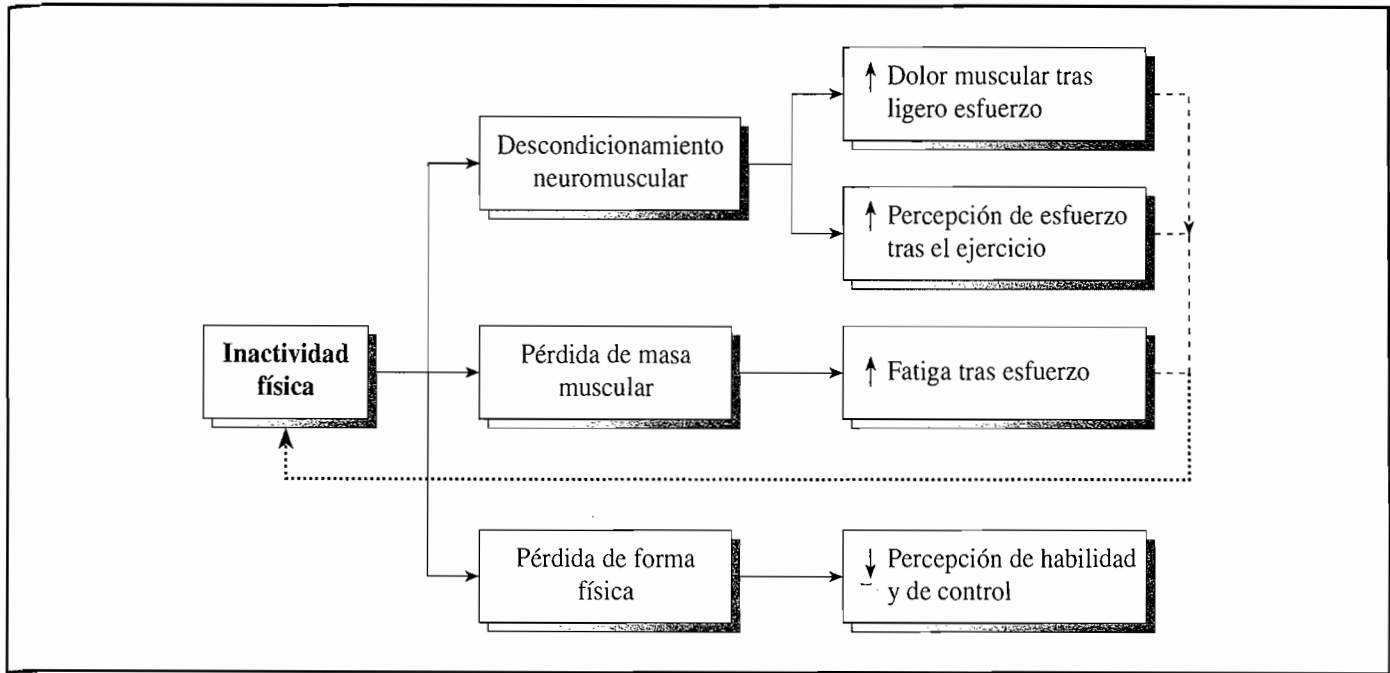 ↑ Dolor muscular tras
ligero esfuerzo
Descondicionamiento
neuromuscular
↑ Percepción de esfuerzo
tras el ejercicio
Inactividad
física
Pérdida de masa
muscular
↑ Fatiga tras esfuerzo
Pérdida de forma
física
↓ Percepción de habilidad
y de control